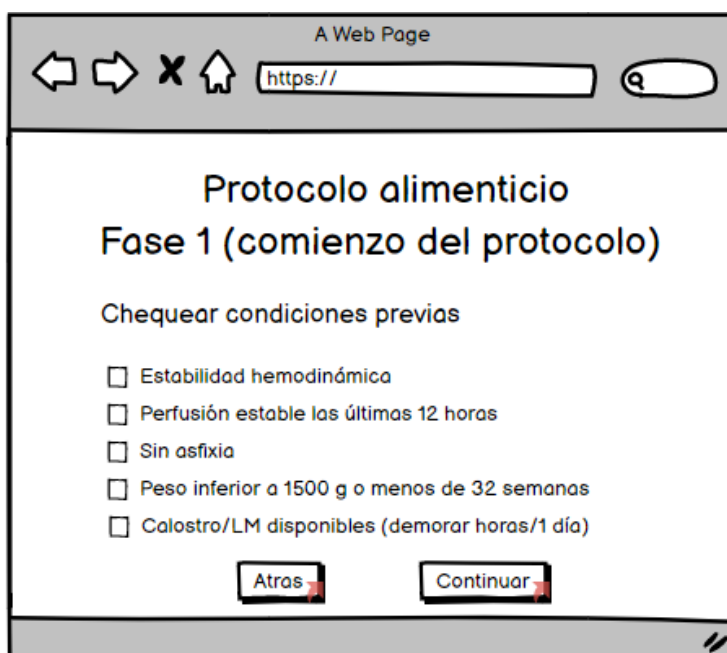 A Web Page
https://
Protocolo alimenticio
Fase 1 (comienzo del protocolo)
Chequear condiciones previas
Estabilidad hemodinámica
Perfusión estable las últimas 12 horas
Sin asfixia
Peso inferior a 1500 g o menos de 32 semanas
Calostro/LM disponibles (demorar horas/1 día)
Atras
Continuar